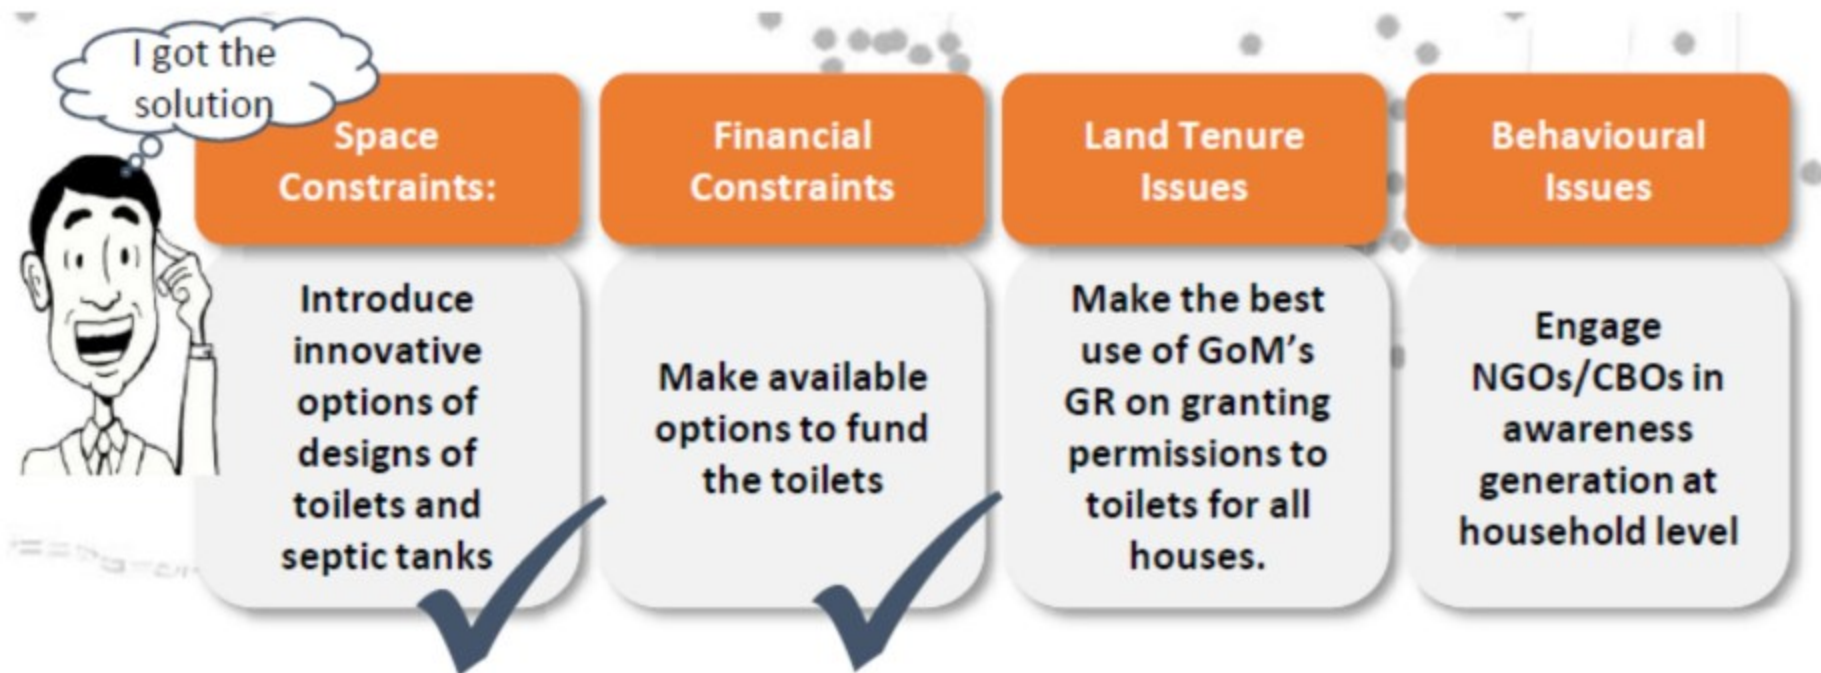 I got the
solution
Space
Constraints:
Introduce
innovative
options of
designs of
toilets and
septic tanks
Financial
Constraints
Make available
options to fund
the toilets
Land Tenure
Issues
Make the best
use of GoM's
GR on granting
permissions to
toilets for all
houses.
Behavioural
Issues
Engage
NGOs/CBOs in
awareness
generation at
household level